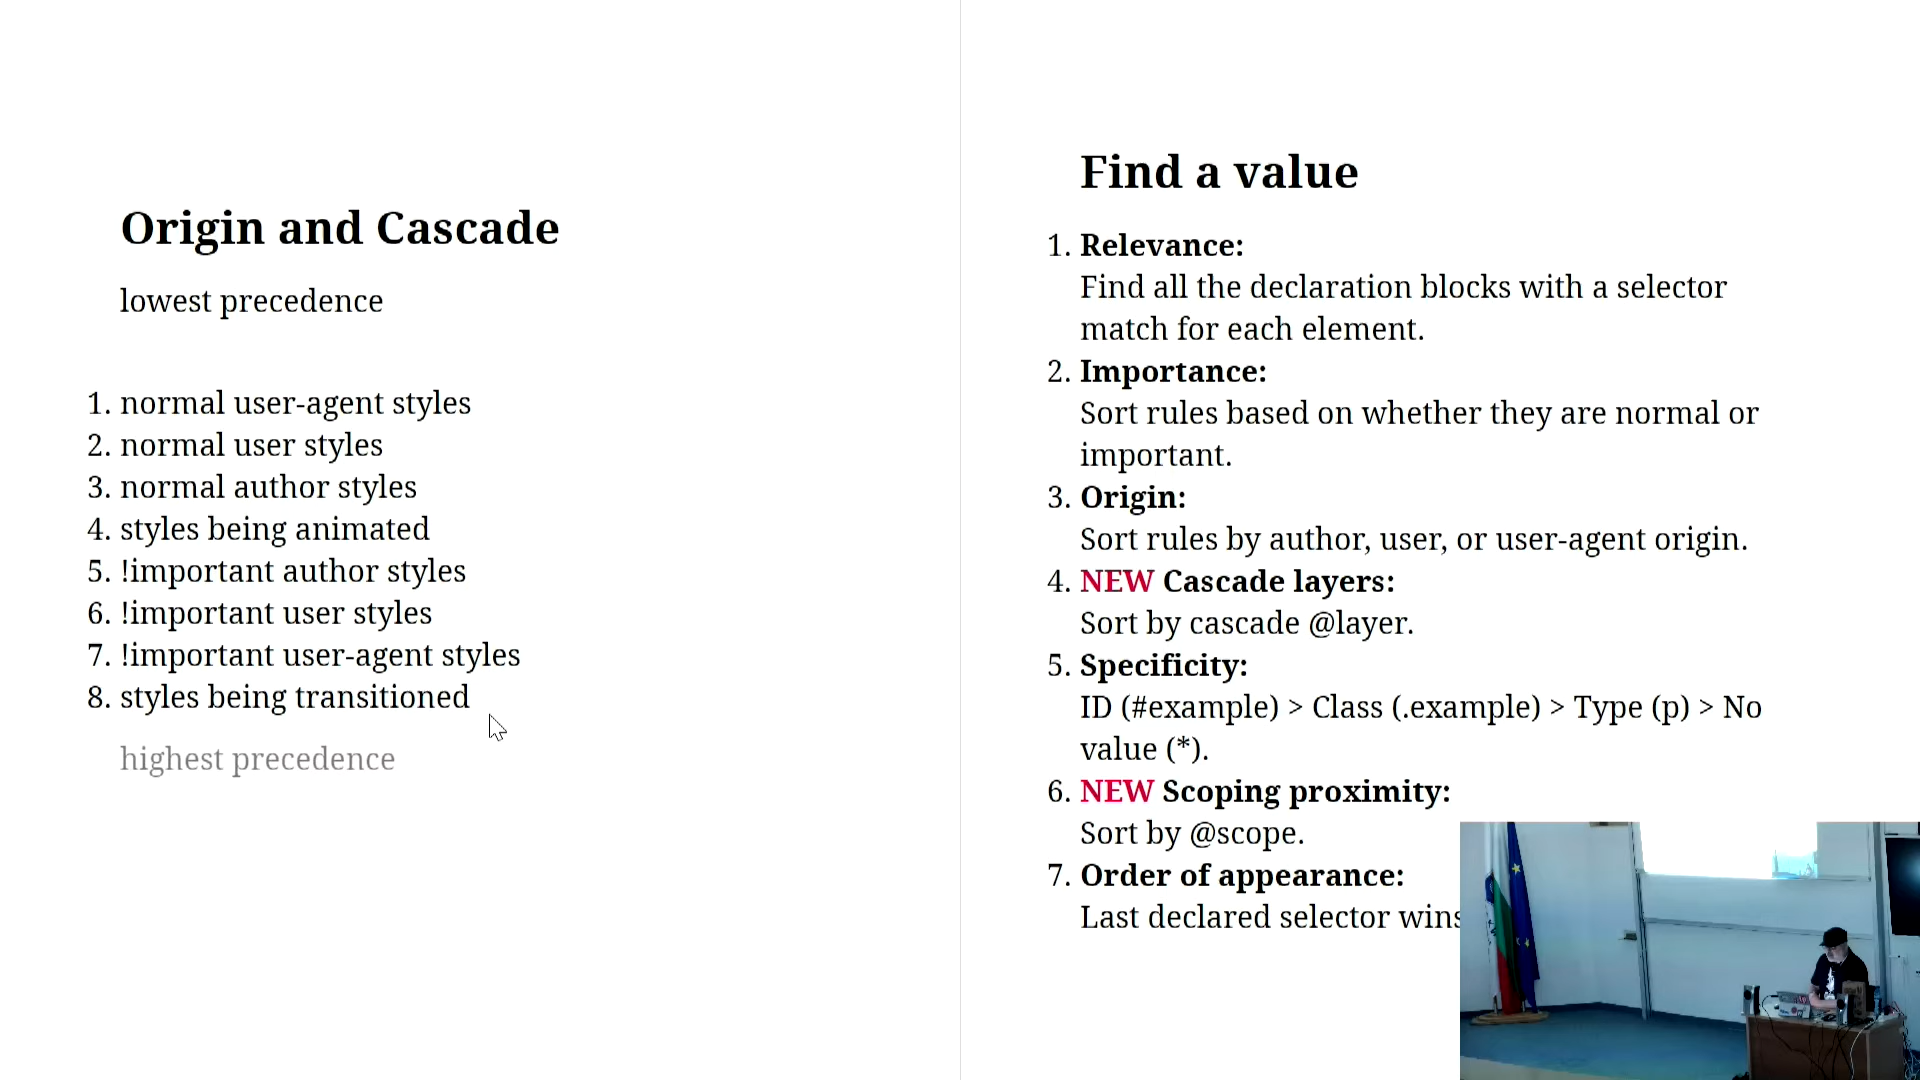 Origin and Cascade
lowest precedence
1. normal user-agent styles
2. normal user styles
3. normal author styles
4. styles being animated
5. !important author styles
6. !important user styles
7. !important user-agent styles
8. styles being transitioned
highest precedence
Find a value
1. Relevance:
Find all the declaration blocks with a selector
match for each element.
2. Importance:
Sort rules based on whether they are normal or
important.
3. Origin:
Sort rules by author, user, or user-agent origin.
4. NEW Cascade layers:
Sort by cascade @layer.
5. Specificity:
ID (#example) > Class (.example) > Type (p) > No
value (*).
6. NEW Scoping proximity:
Sort by @scope.
7. Order of appearance:
Last declared selector wins